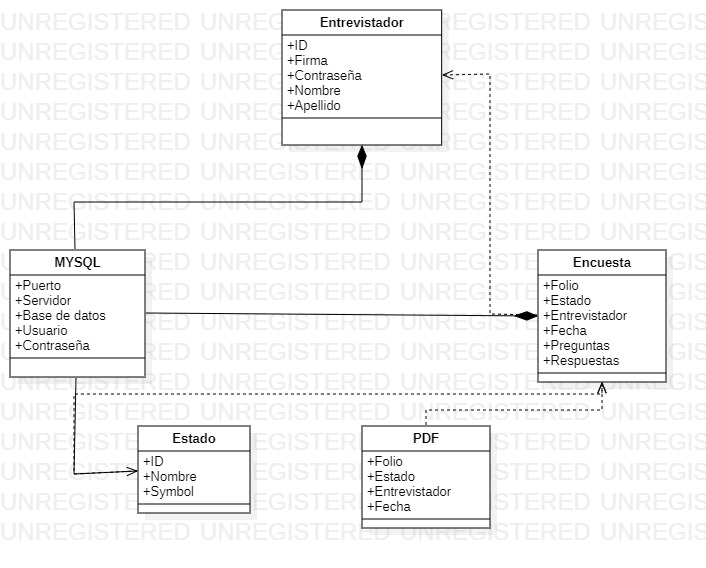 Entrevistador
+ID
+Firma
+Contraseña
+Nombre
+Apellido
MYSQL
+Puerto
+Servidor
+Base de datos
+Usuario
+Contraseña
Encuesta
+Folio
+Estado
+Entrevistador
+Fecha
+Preguntas
+Respuestas
Estado
+ID
+Nombre
+Symbol
PDF
+Folio
+Estado
+Entrevistador
+Fecha
UNREGISTERED UNREGISTERED UNREGISTERED UNREGIS